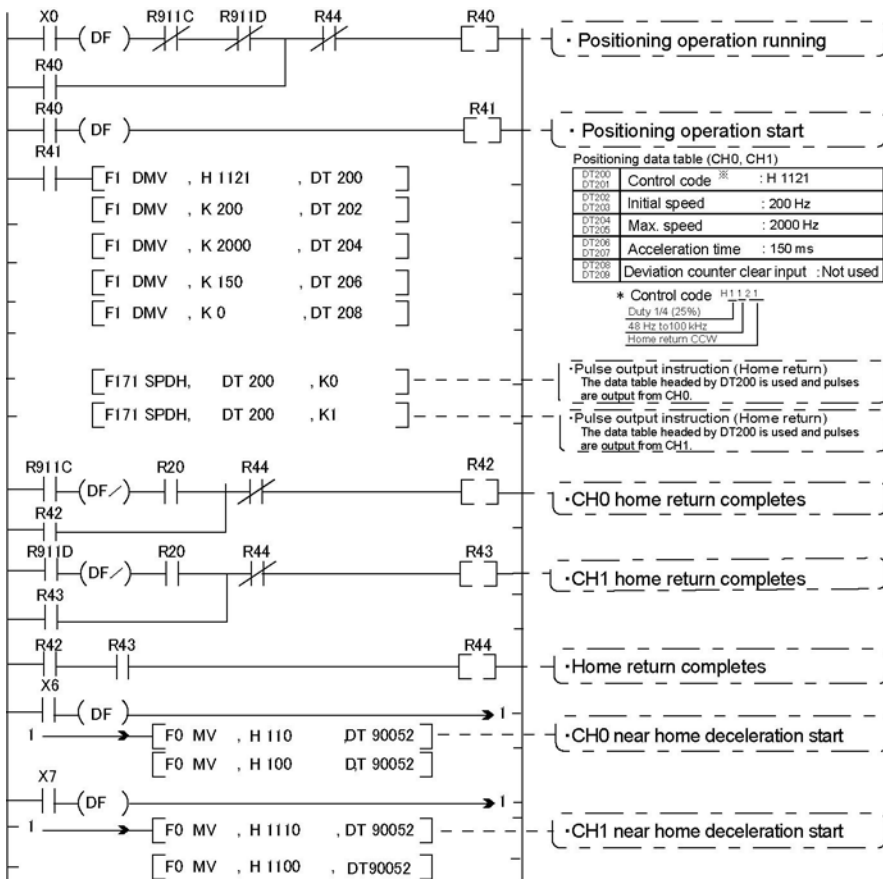 X0 R911C R911D R44 R40
(DF)
・Positioning operation running
R40
R40 R41
(DF)
・Positioning operation start
R41
F1 DMV , H 1121 , DT 200
F1 DMV , K 200 , DT 202
F1 DMV , K 2000 , DT 204
F1 DMV , K 150 , DT 206
F1 DMV , K 0 , DT 208
Positioning data table (CH0, CH1)
DT200 DT201 Control code ※ : H 1121
DT202 DT203 Initial speed : 200 Hz
DT204 DT205 Max. speed : 2000 Hz
DT206 DT207 Acceleration time : 150 ms
DT208 DT209 Deviation counter clear input : Not used
* Control code H1121
Duty 1/4 (25%)
48 Hz to100 kHz
Home return CCW
F171 SPDH, DT 200 , K0
・Pulse output instruction (Home return)
The data table headed by DT200 is used and pulses
are output from CH0.
F171 SPDH, DT 200 , K1
・Pulse output instruction (Home return)
The data table headed by DT200 is used and pulses
are output from CH1.
R911C R20 R44 R42
(DF/)
・CH0 home return completes
R42
R911D R20 R44 R43
(DF/)
・CH1 home return completes
R43
R42 R43 R44
・Home return completes
X6
(DF) 1
1 F0 MV , H 110 ,DT 90052
・CH0 near home deceleration start
F0 MV , H 100 D,T 90052
X7
(DF) 1
1 F0 MV , H 1110 , DT 90052
・CH1 near home deceleration start
F0 MV , H 1100 , DT90052